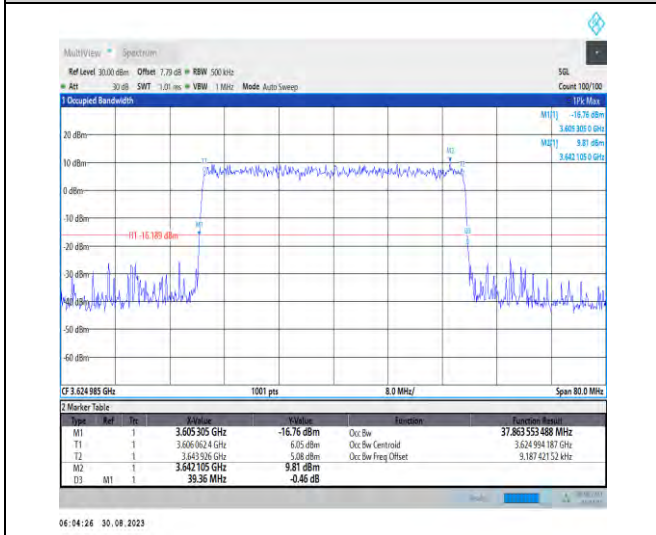 MultiView Spectrum
Ref Level 30.00 dBm Offset 7.79 dB RBW 500 kHz SGL
Att 30 dB SWT 1.01 ms VBW 1 MHz Mode Auto Sweep Count 100/100
1 Occupied Bandwidth 1Pk Max
M1[1] -16.76 dBm
3.605 305 0 GHz
M2[1] 9.81 dBm
3.642 105 0 GHz
20 dBm
M2
T1 T2
10 dBm
0 dBm
-10 dBm
M1
H1 -16.189 dBm
D3
-20 dBm
-30 dBm
-40 dBm
-50 dBm
-60 dBm
CF 3.624 985 GHz 1001 pts 8.0 MHz/ Span 80.0 MHz
2 Marker Table
Type Ref Trc X-Value Y-Value Function Function Result
M1 1 3.605 305 GHz -16.76 dBm Occ Bw 37.863 553 488 MHz
T1 1 3.606 062 4 GHz 6.05 dBm Occ Bw Centroid 3.624 994 187 GHz
T2 1 3.643 926 GHz 5.08 dBm Occ Bw Freq Offset 9.187 421 52 kHz
M2 1 3.642 105 GHz 9.81 dBm
D3 M1 1 39.36 MHz -0.46 dB
06:04:26 30.08.2023